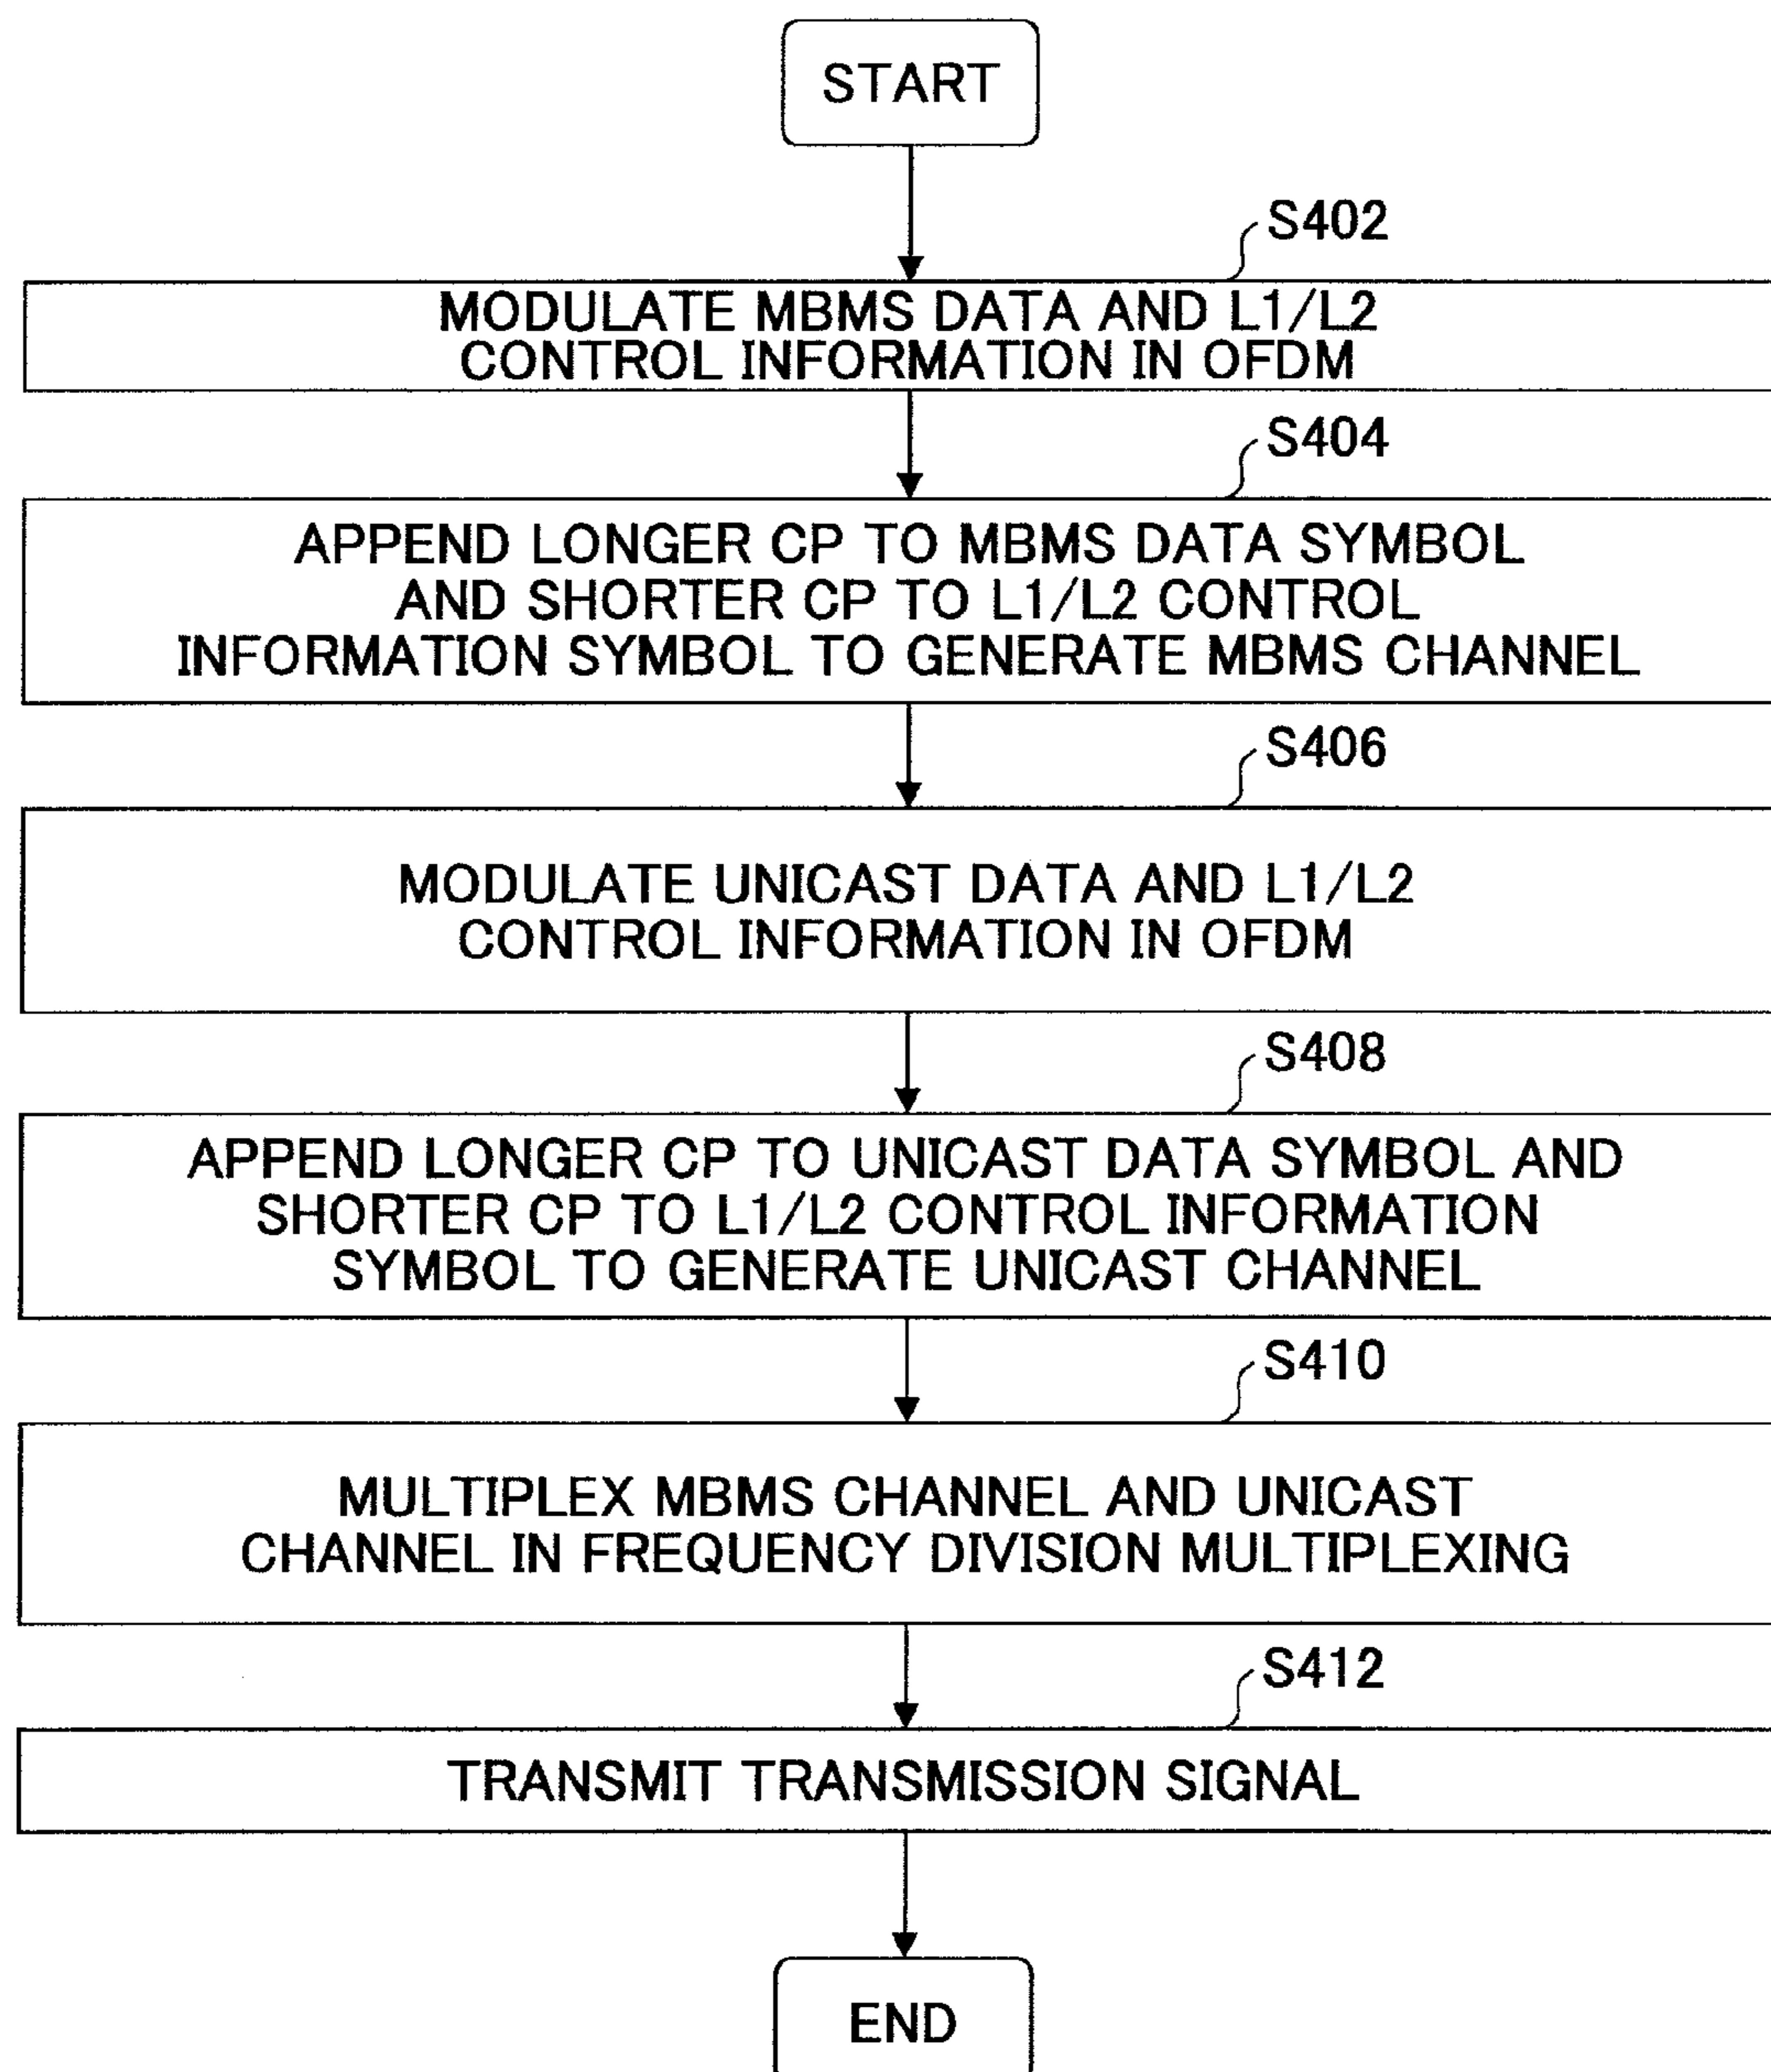 START
S402
MODULATE MBMS DATA AND L1/L2
CONTROL INFORMATION IN OFDM
S404
APPEND LONGER CP TO MBMS DATA SYMBOL
AND SHORTER CP TO L1/L2 CONTROL
INFORMATION SYMBOL TO GENERATE MBMS CHANNEL
S406
MODULATE UNICAST DATA AND L1/L2
CONTROL INFORMATION IN OFDM
S408
APPEND LONGER CP TO UNICAST DATA SYMBOL AND
SHORTER CP TO L1/L2 CONTROL INFORMATION
SYMBOL TO GENERATE UNICAST CHANNEL
S410
MULTIPLEX MBMS CHANNEL AND UNICAST
CHANNEL IN FREQUENCY DIVISION MULTIPLEXING
S412
TRANSMIT TRANSMISSION SIGNAL
END